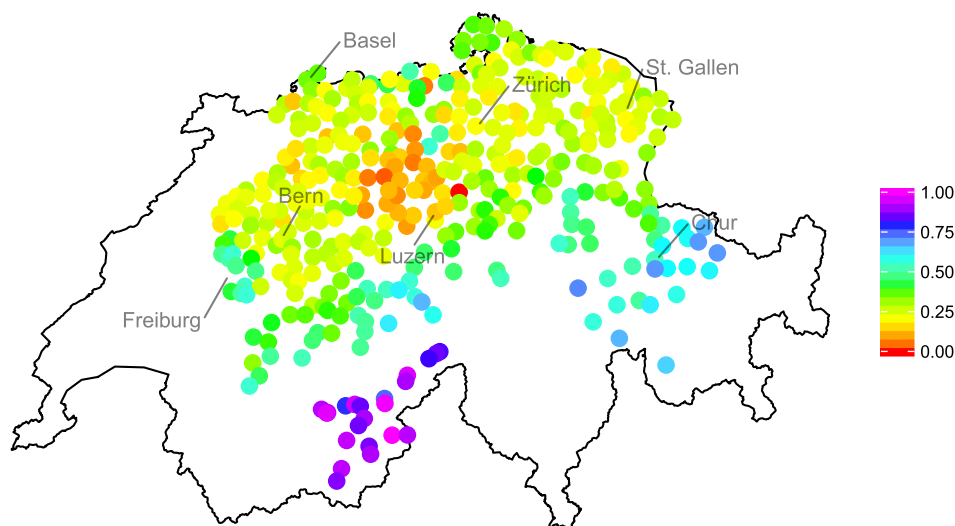 Basel
St. Gallen
Zürich
Bern
Chur
Luzern
Freiburg
1.00
0.75
0.50
0.25
0.00